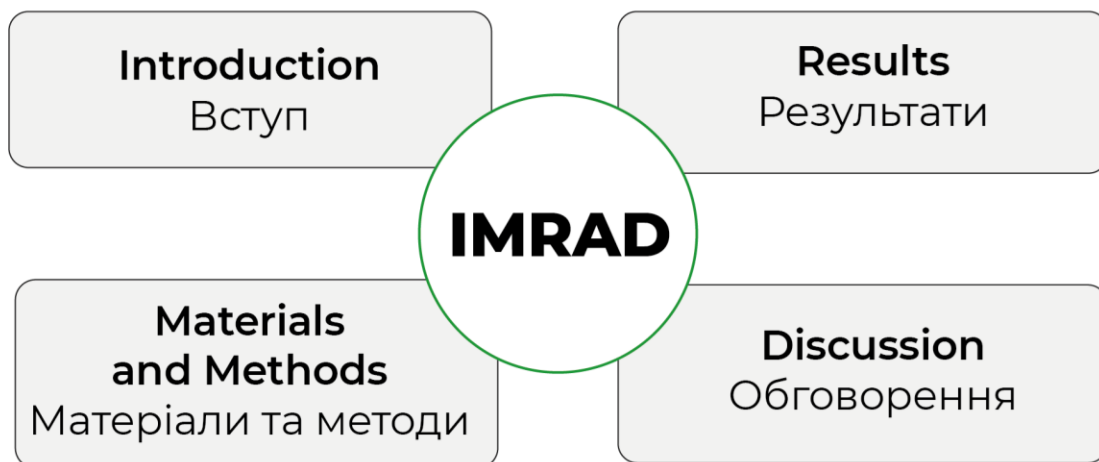 Introduction
Вступ
Results
Результати
IMRAD
Materials
and Methods
Матеріали та методи
Discussion
Обговорення